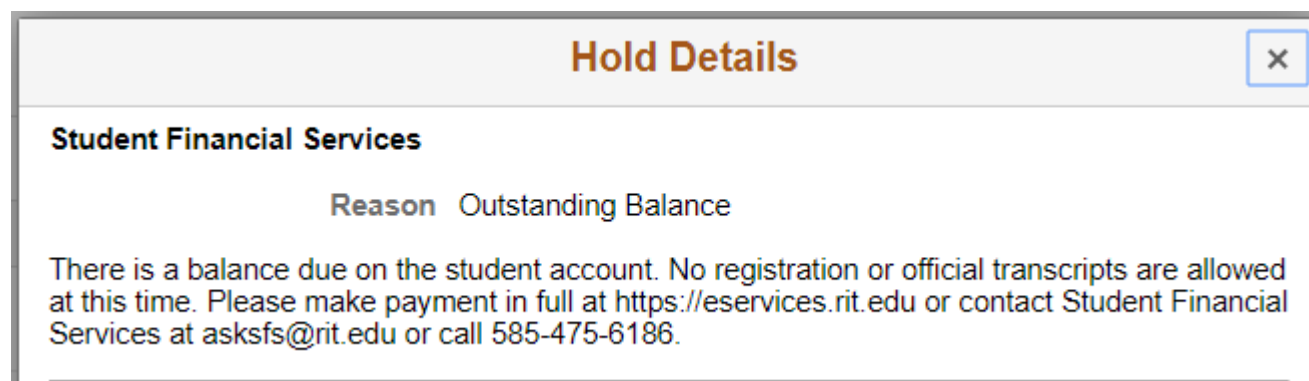 Hold Details
Student Financial Services
Reason Outstanding Balance
There is a balance due on the student account. No registration or official transcripts are allowed
at this time. Please make payment in full at https://eservices.rit.edu or contact Student Financial
Services at asksfs@rit.edu or call 585-475-6186.